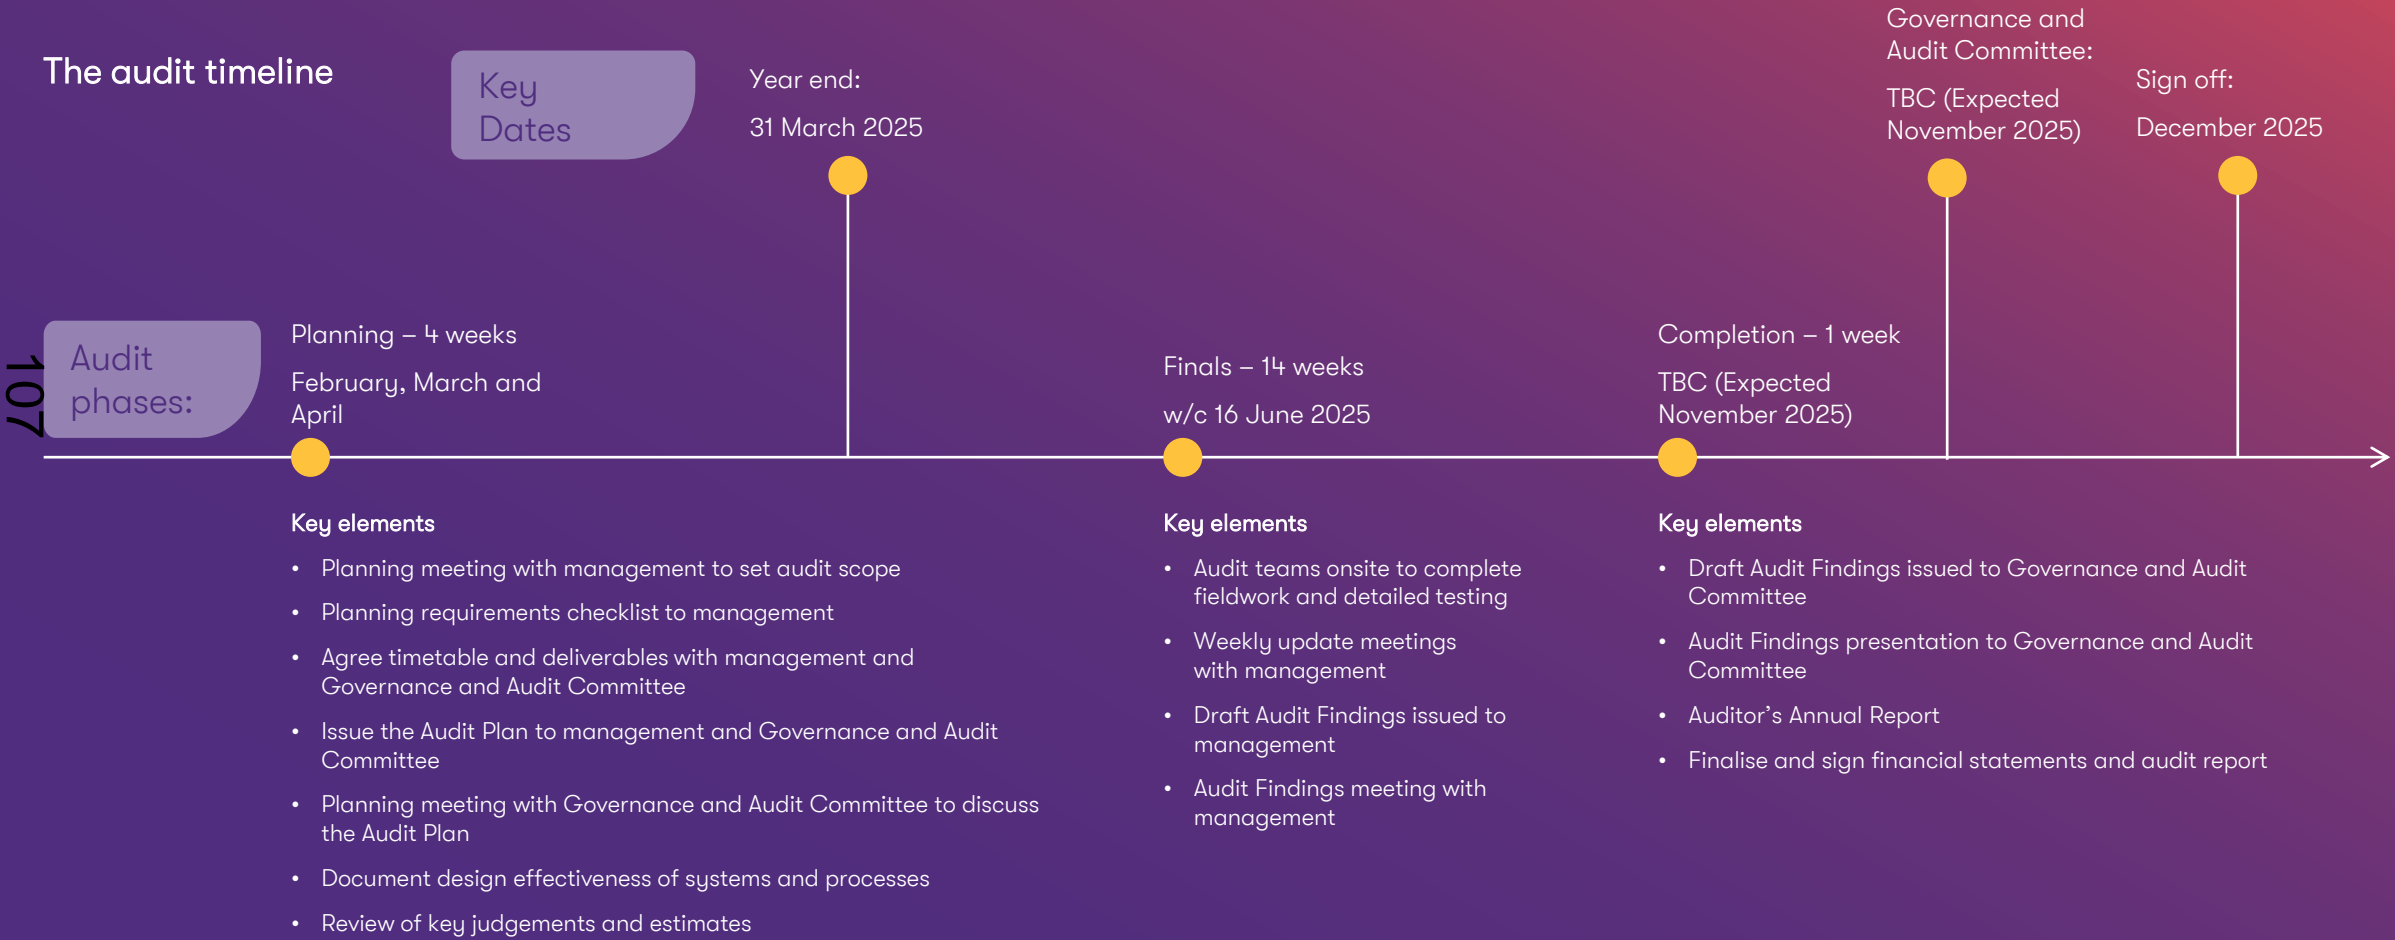 The audit timeline
Key
Dates
Year end:
31 March 2025
Governance and
Audit Committee:
TBC (Expected
November 2025)
Sign off:
December 2025
107
Audit
phases:
Planning – 4 weeks
February, March and
April
Finals – 14 weeks
w/c 16 June 2025
Completion – 1 week
TBC (Expected
November 2025)
Key elements
• Planning meeting with management to set audit scope
• Planning requirements checklist to management
• Agree timetable and deliverables with management and
Governance and Audit Committee
• Issue the Audit Plan to management and Governance and Audit
Committee
• Planning meeting with Governance and Audit Committee to discuss
the Audit Plan
• Document design effectiveness of systems and processes
• Review of key judgements and estimates
Key elements
• Audit teams onsite to complete
fieldwork and detailed testing
• Weekly update meetings
with management
• Draft Audit Findings issued to
management
• Audit Findings meeting with
management
Key elements
• Draft Audit Findings issued to Governance and Audit
Committee
• Audit Findings presentation to Governance and Audit
Committee
• Auditor’s Annual Report
• Finalise and sign financial statements and audit report